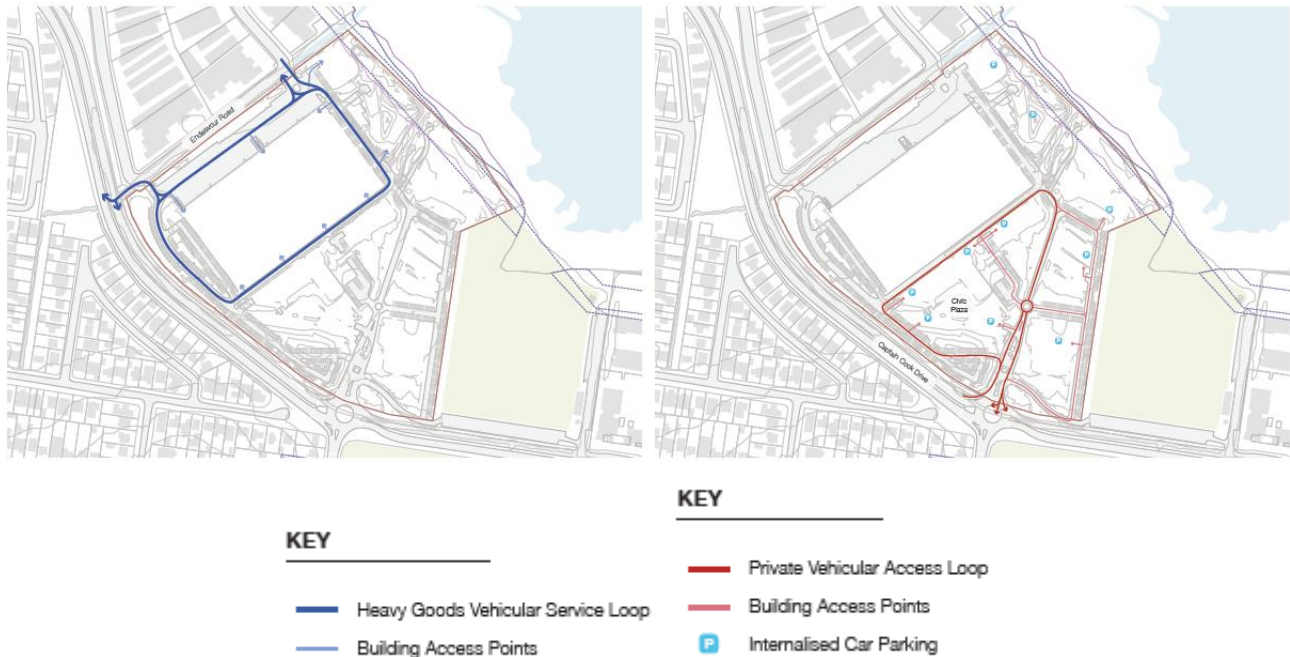 Endeavour Road
P
P
P
P
P
P
P
P
P
P
Civic
Plaza
Captain Cook Drive
KEY
Heavy Goods Vehicular Service Loop
Building Access Points
KEY
Private Vehicular Access Loop
Building Access Points
P
Internalised Car Parking